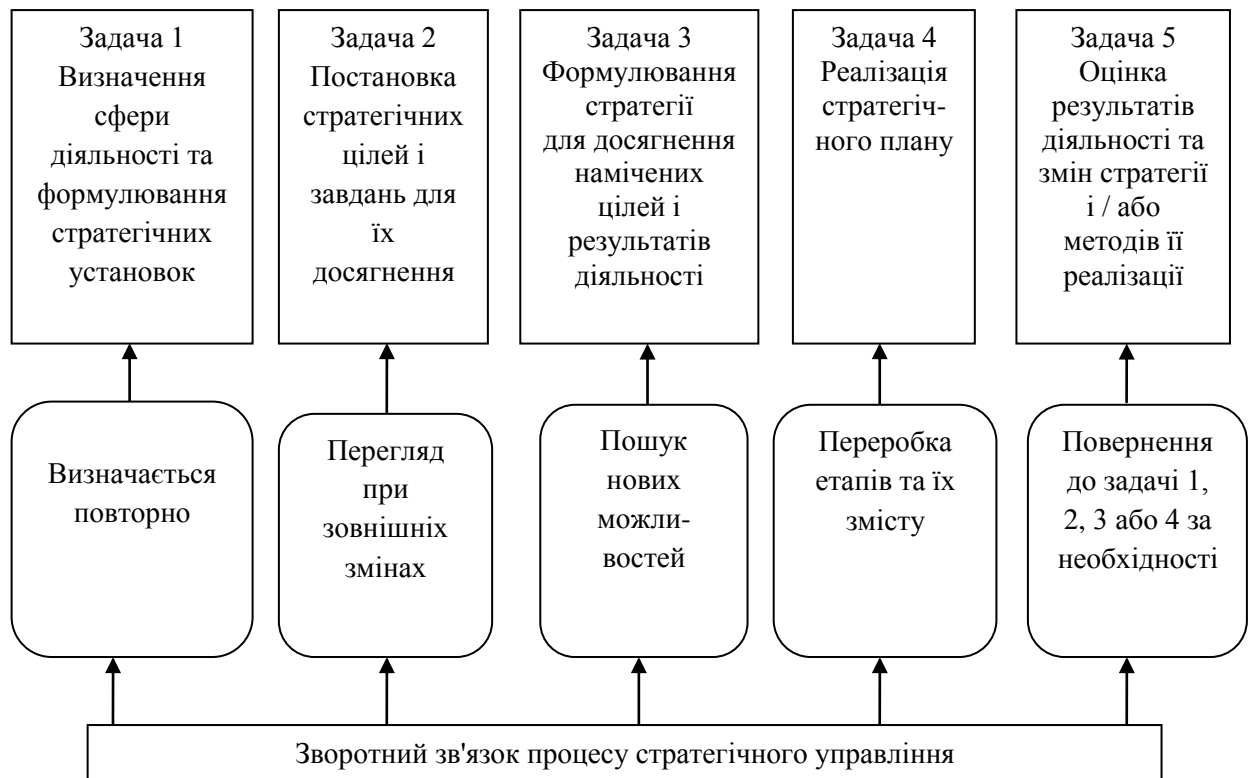 Задача 1
Визначення
сфери
діяльності та
формулювання
стратегічних
установок
Задача 2
Постановка
стратегічних
цілей і
завдань для
їх
досягнення
Задача 3
Формулювання
стратегії
для досягнення
намічених
цілей і
результатів
діяльності
Задача 4
Реалізація
стратегіч-
ного плану
Задача 5
Оцінка
результатів
діяльності та
змін стратегії
і / або
методів її
реалізації
Визначається
повторно
Перегляд
при
зовнішніх
змінах
Пошук
нових
можли-
востей
Переробка
етапів та їх
змісту
Повернення
до задачі 1,
2, 3 або 4 за
необхідності
Зворотний зв'язок процесу стратегічного управління